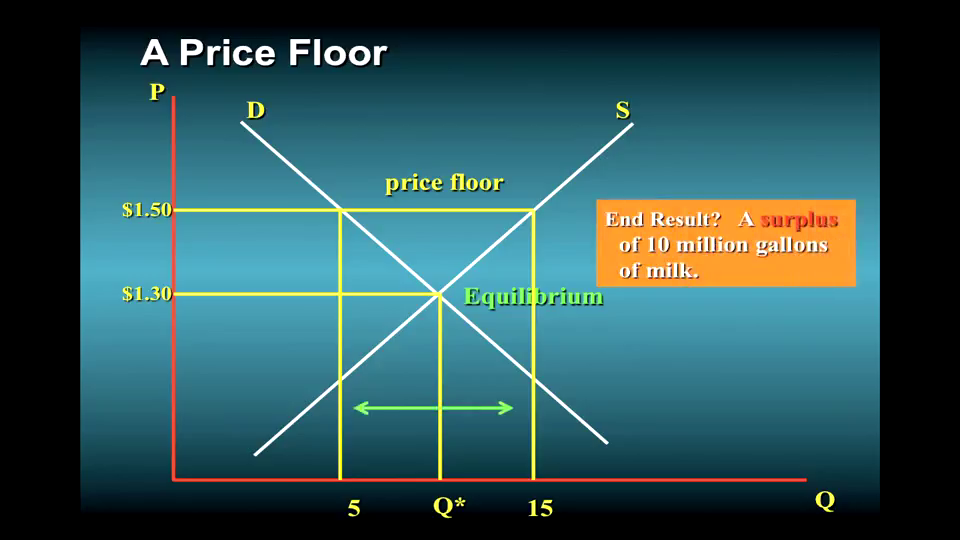 A Price Floor
P
D
S
price floor
$1.50
End Result? A surplus
of 10 million gallons
of milk.
$1.30
Equilibrium
5
Q*
15
Q